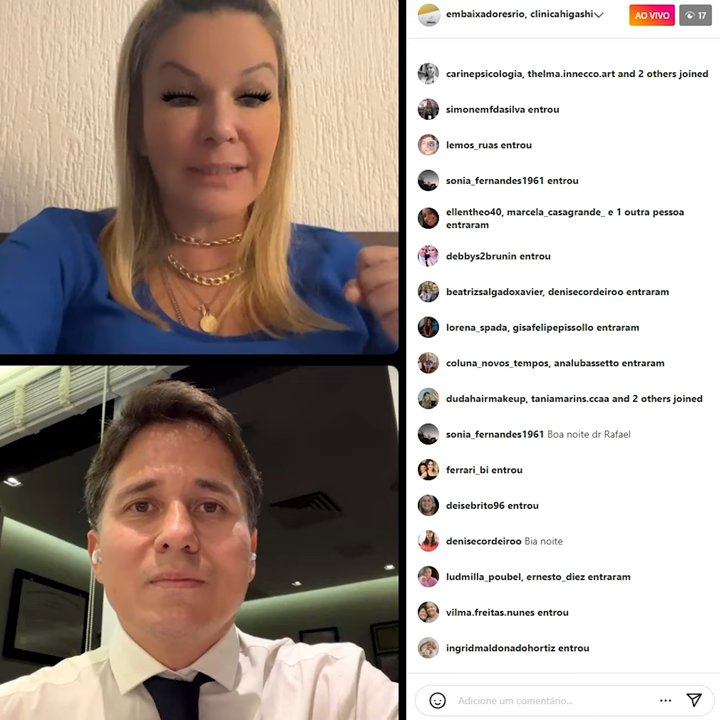 embaixadoresrio, clinicahigashi
AO VIVO
17
carinepsicologia, thelma.innecco.art and 2 others joined
simonemfdasilva entrou
lemos_ruas entrou
sonia_fernandes1961 entrou
ellentheo40, marcela_casagrande_ e 1 outra pessoa
entraram
debbys2brunin entrou
beatrizsalgadoxavier, denisecordeiroo entraram
lorena_spada, gisafelipepissollo entraram
coluna_novos_tempos, analubassetto entraram
dudahairmakeup, taniamarins.ccaa and 2 others joined
sonia_fernandes1961 Boa noite dr Rafael
ferrari_bi entrou
deisebrito96 entrou
denisecordeiroo Bia noite
ludmilla_poubel, ernesto_diez entraram
vilma.freitas.nunes entrou
ingridmaldonadohortiz entrou
Adicione um comentário...